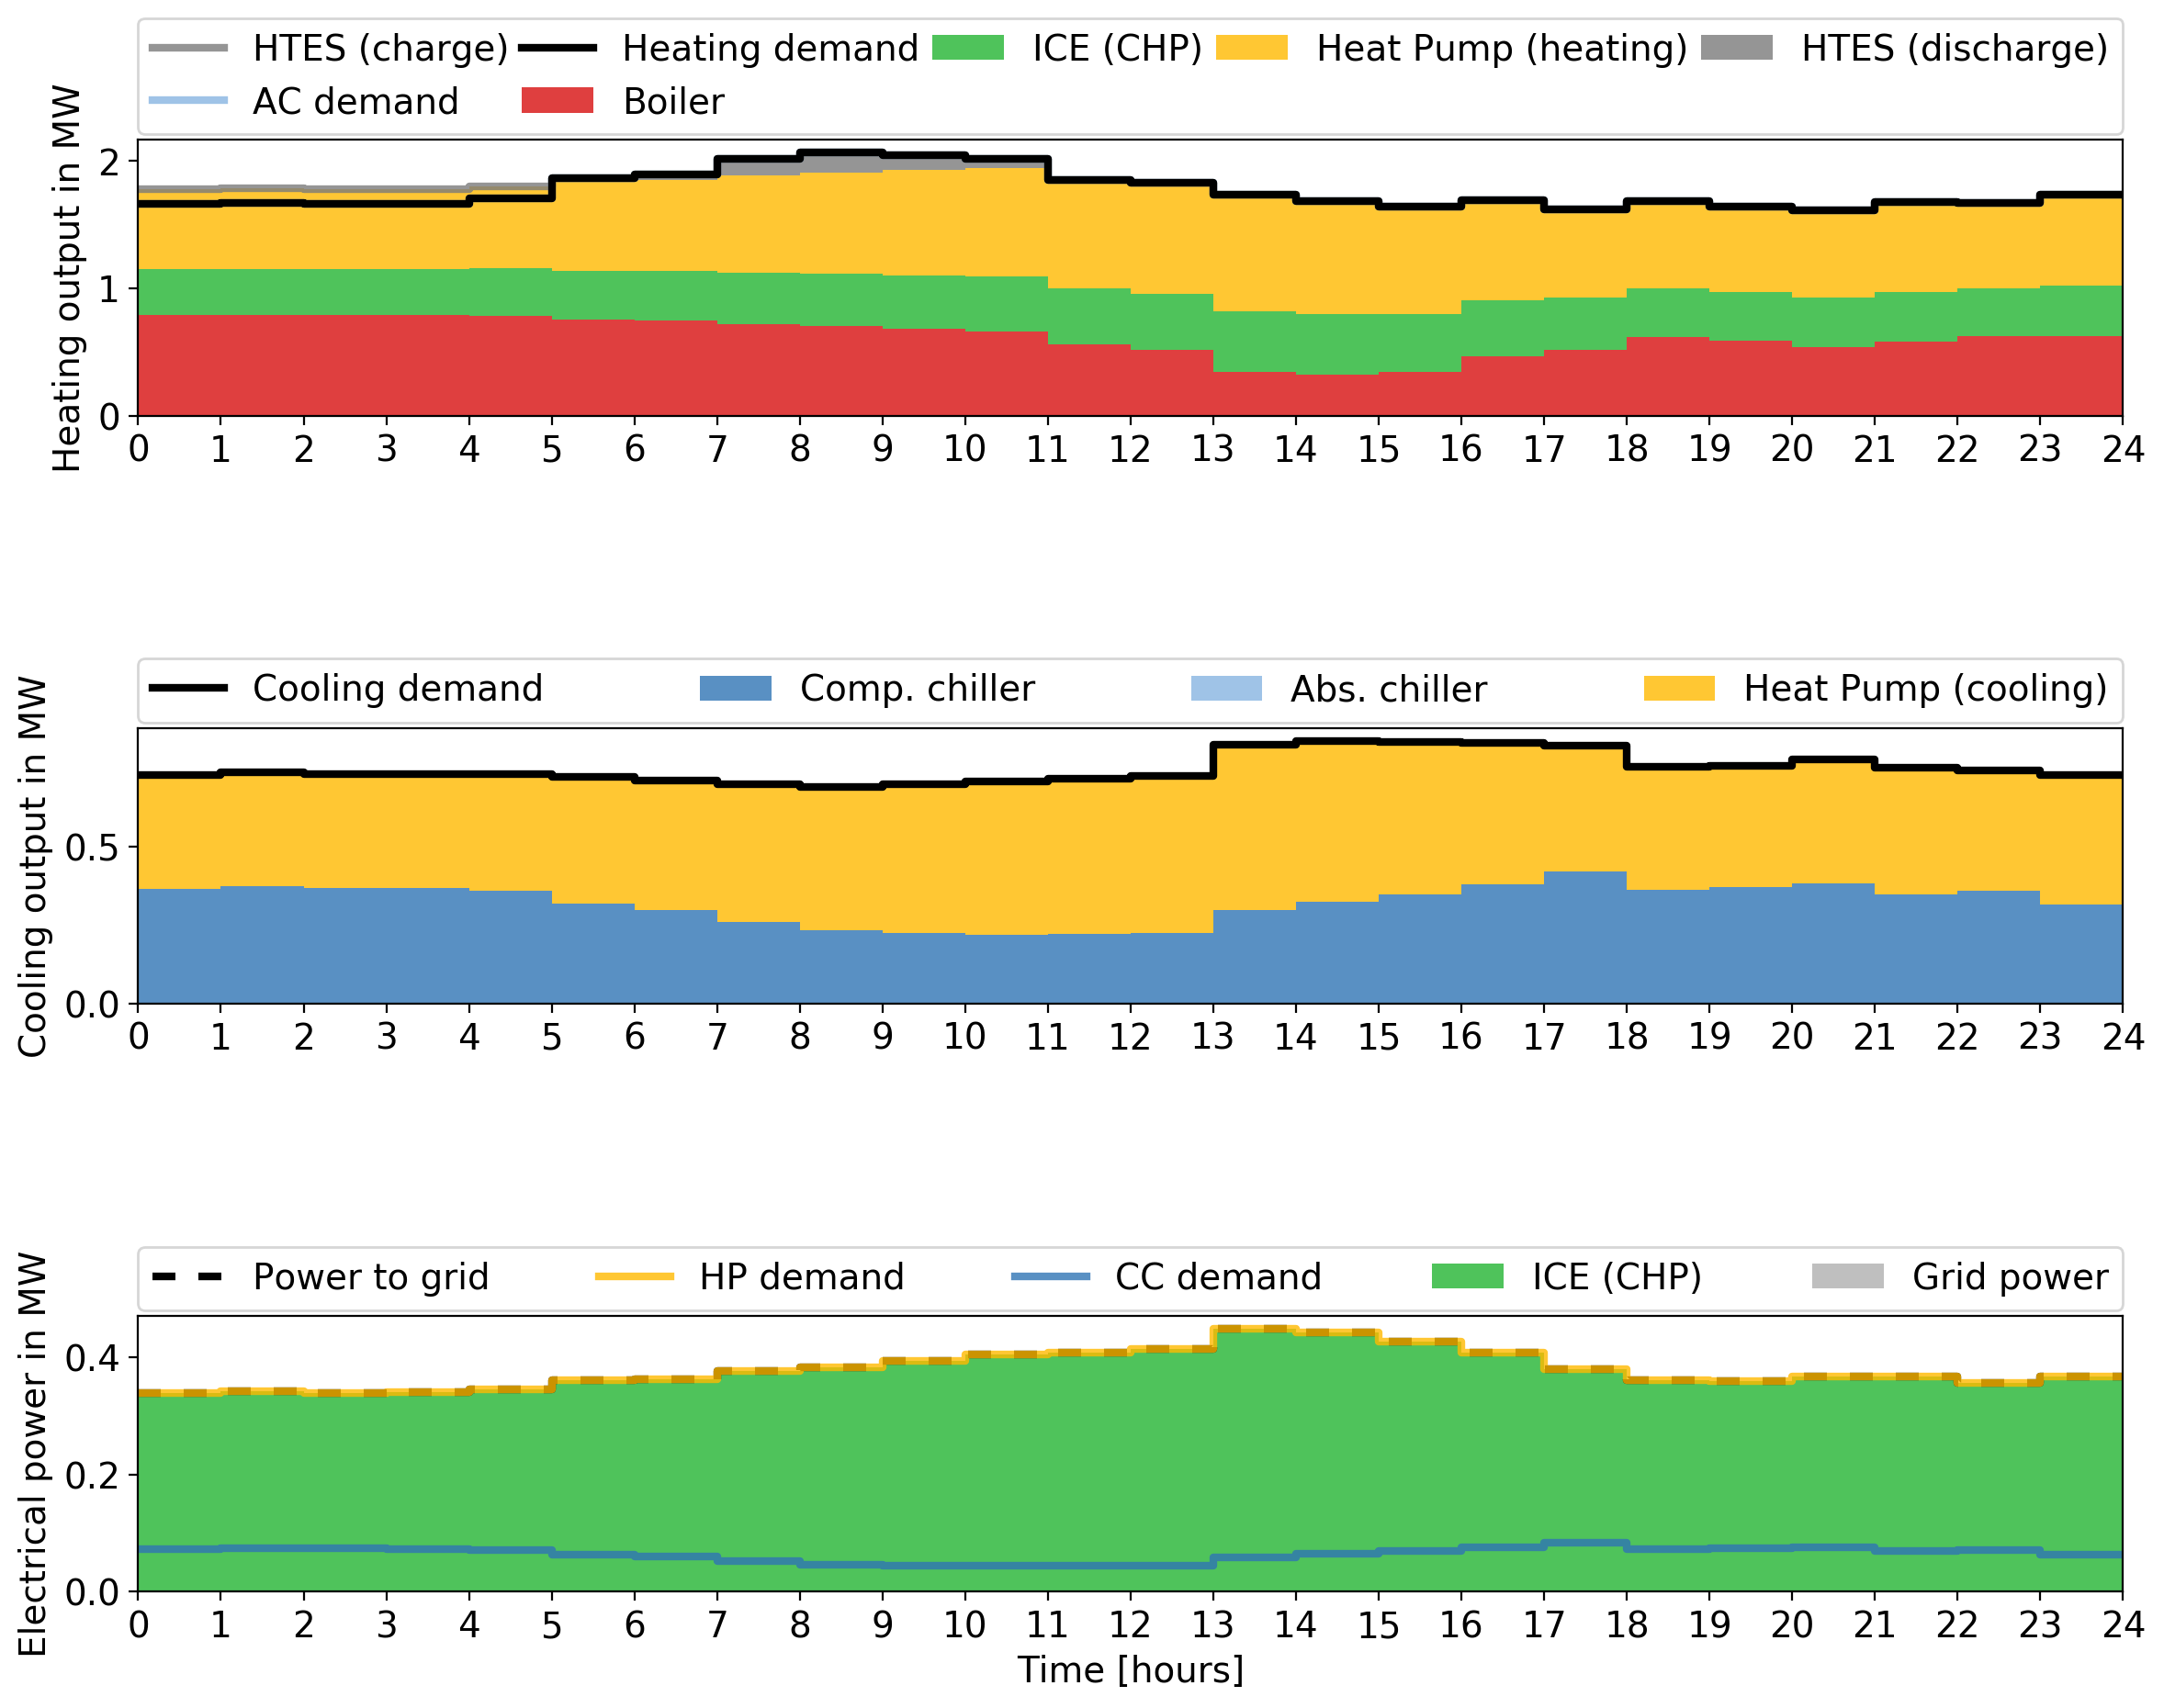 HTES (charge) Heating demand ICE (CHP) Heat Pump (heating) HTES (discharge)
AC demand Boiler
Heating output in MW
2
1
0
0 1 2 3 4 5 6 7 8 9 10 11 12 13 14 15 16 17 18 19 20 21 22 23 24
Cooling demand Comp. chiller Abs. chiller Heat Pump (cooling)
Cooling output in MW
0.5
0.0
0 1 2 3 4 5 6 7 8 9 10 11 12 13 14 15 16 17 18 19 20 21 22 23 24
Power to grid HP demand CC demand ICE (CHP) Grid power
Electrical power in MW
0.4
0.2
0.0
0 1 2 3 4 5 6 7 8 9 10 11 12 13 14 15 16 17 18 19 20 21 22 23 24
Time [hours]